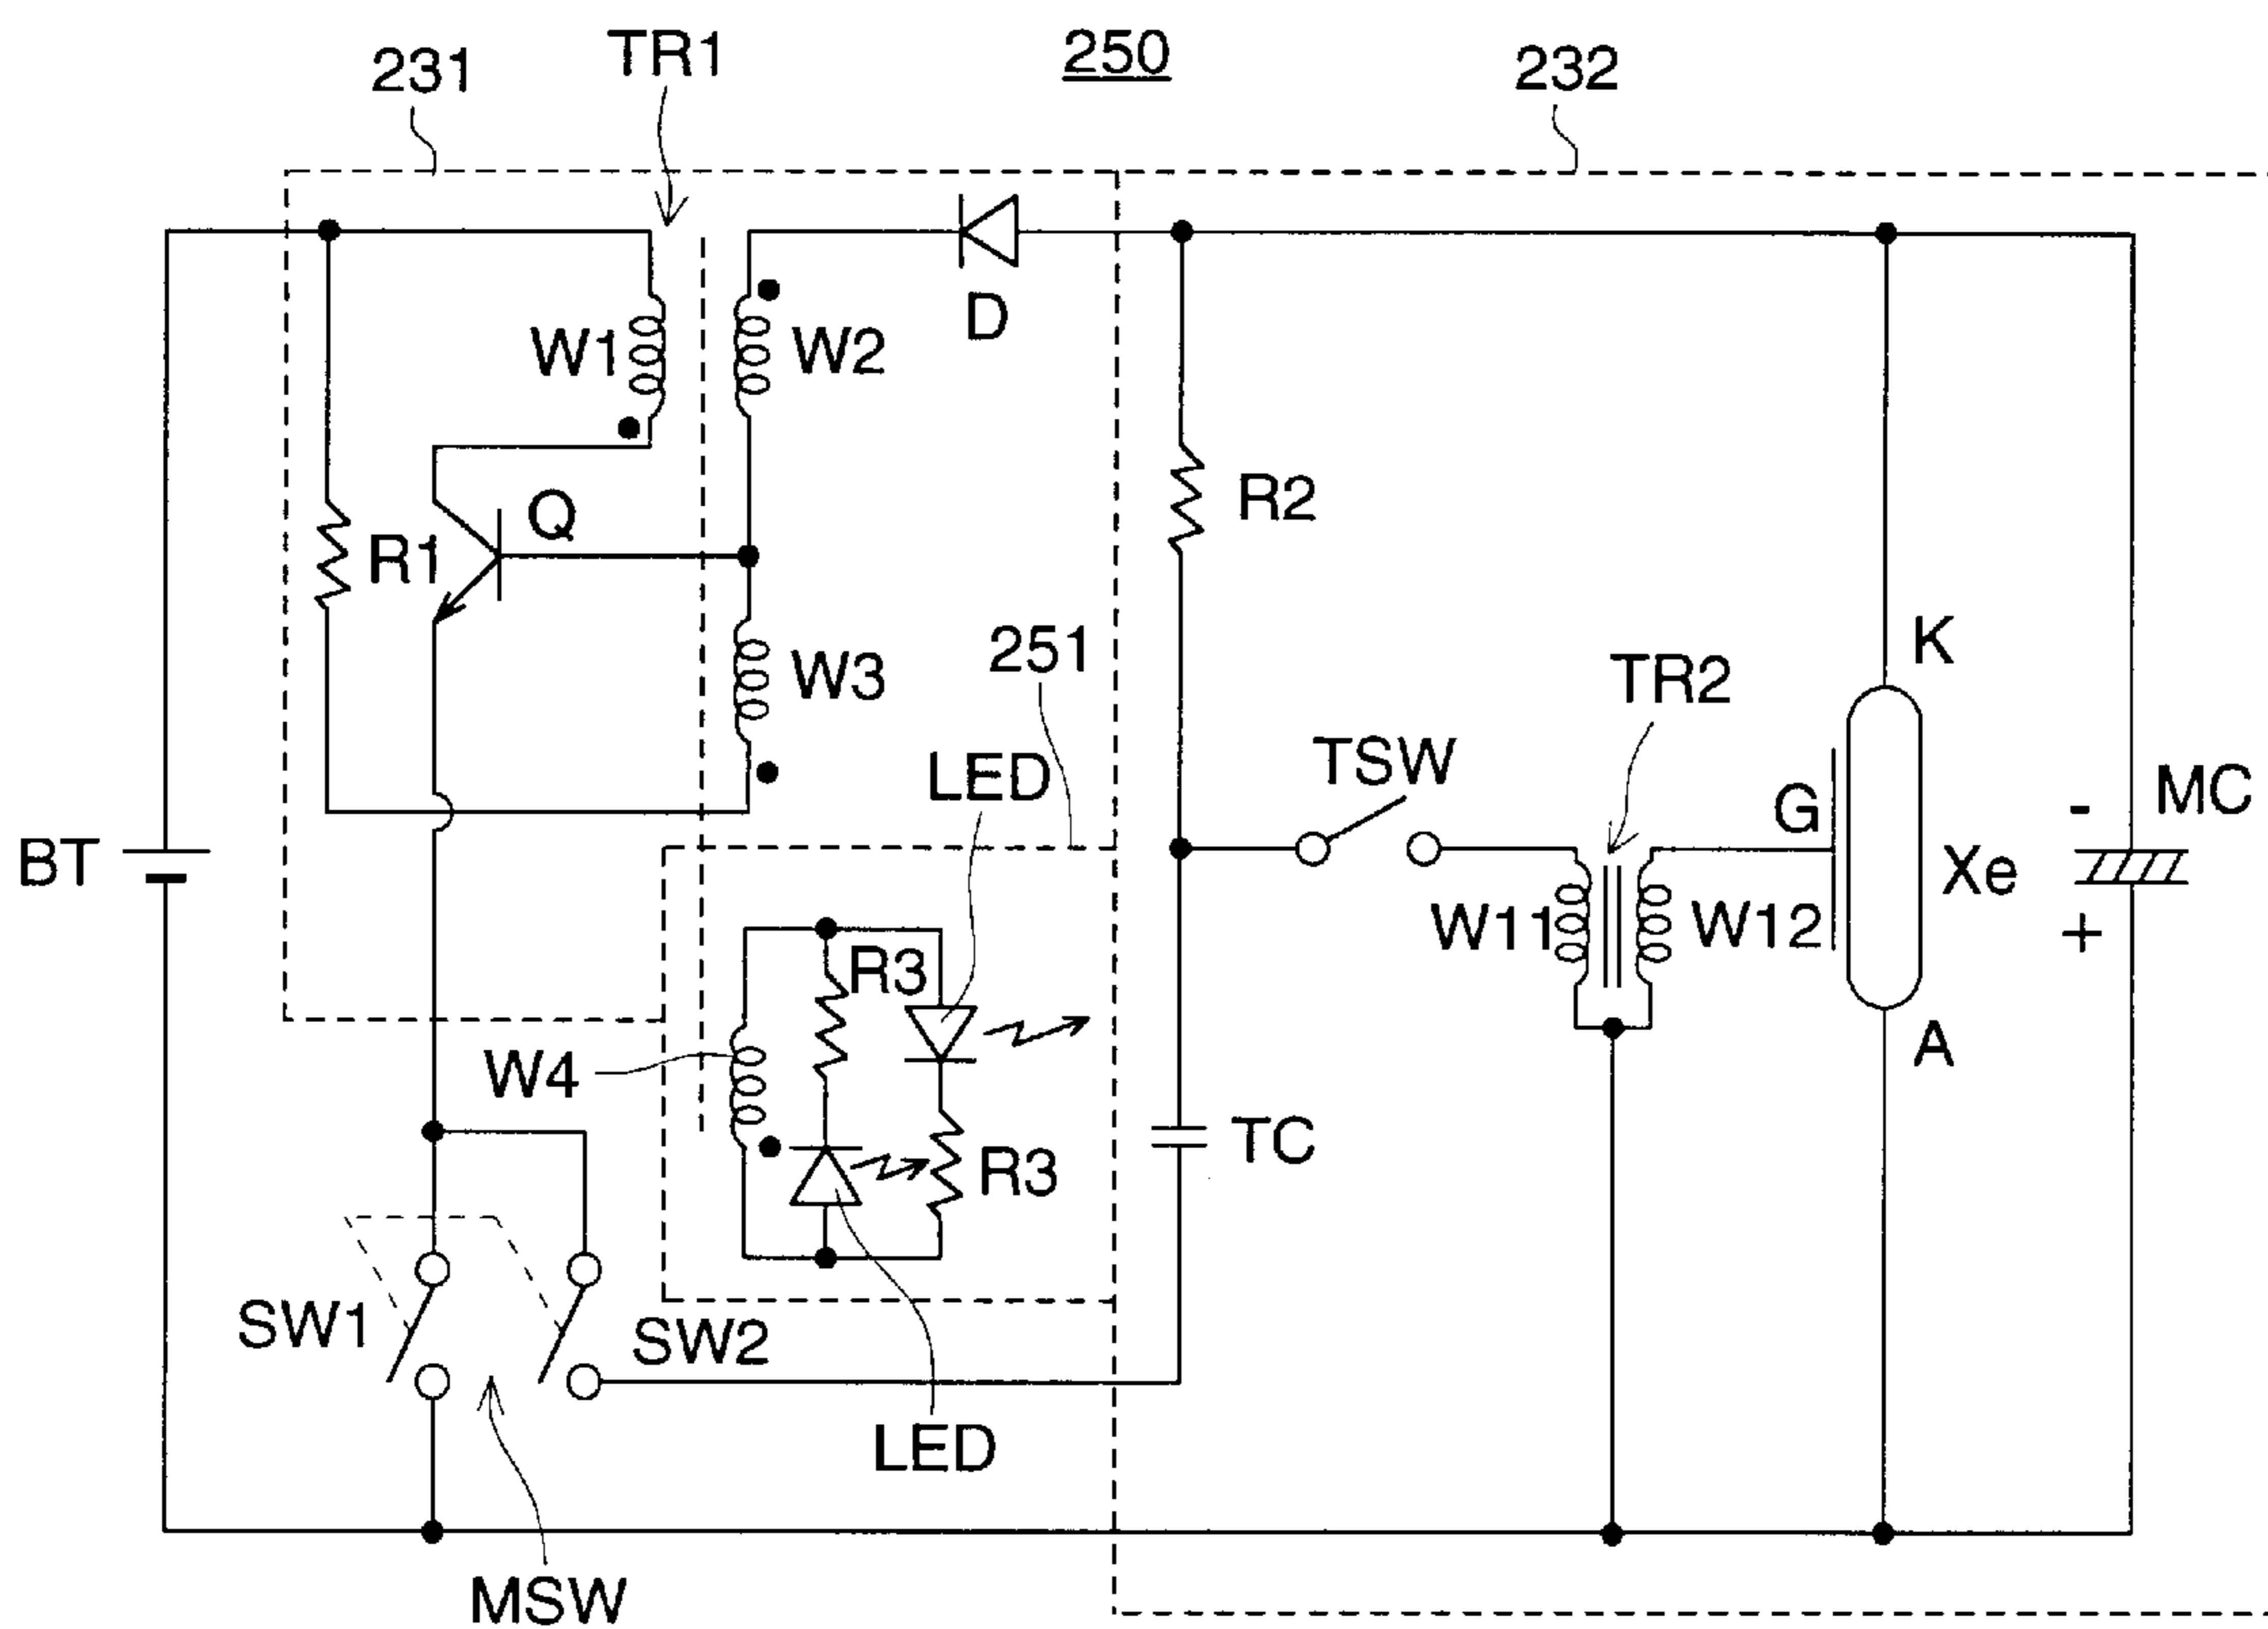 250
231
TR1
232
W1
W2
D
R1
Q
R2
W3
251
K
TR2
LED
TSW
G
-
MC
BT
Xe
W11
W12
+
R3
A
W4
TC
R3
SW1
SW2
LED
MSW